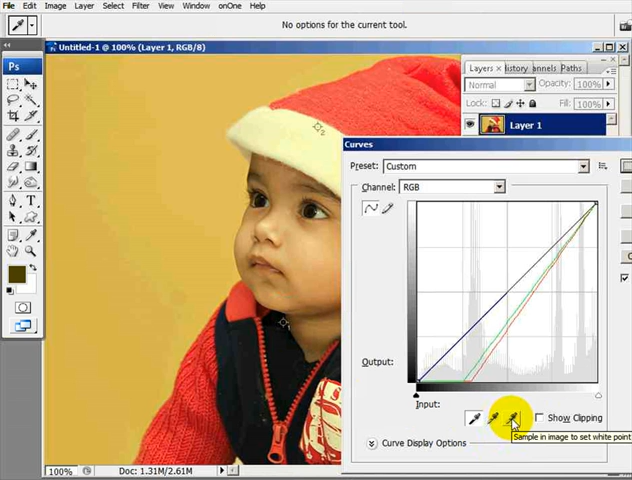 File Edit Image Layer Select Filter View Window onOne Help
No options for the current tool.
Untitled-1 @ 100% (Layer 1, RGB/8)
Ps
Layers × History annels Paths
Normal Opacity: 100%
Lock: Fill: 100%
Layer 1
Curves
Preset: Custom
Channel: RGB
Output:
Input:
Show Clipping
Sample in image to set white point
Curve Display Options
100% Doc: 1.31M/2.61M